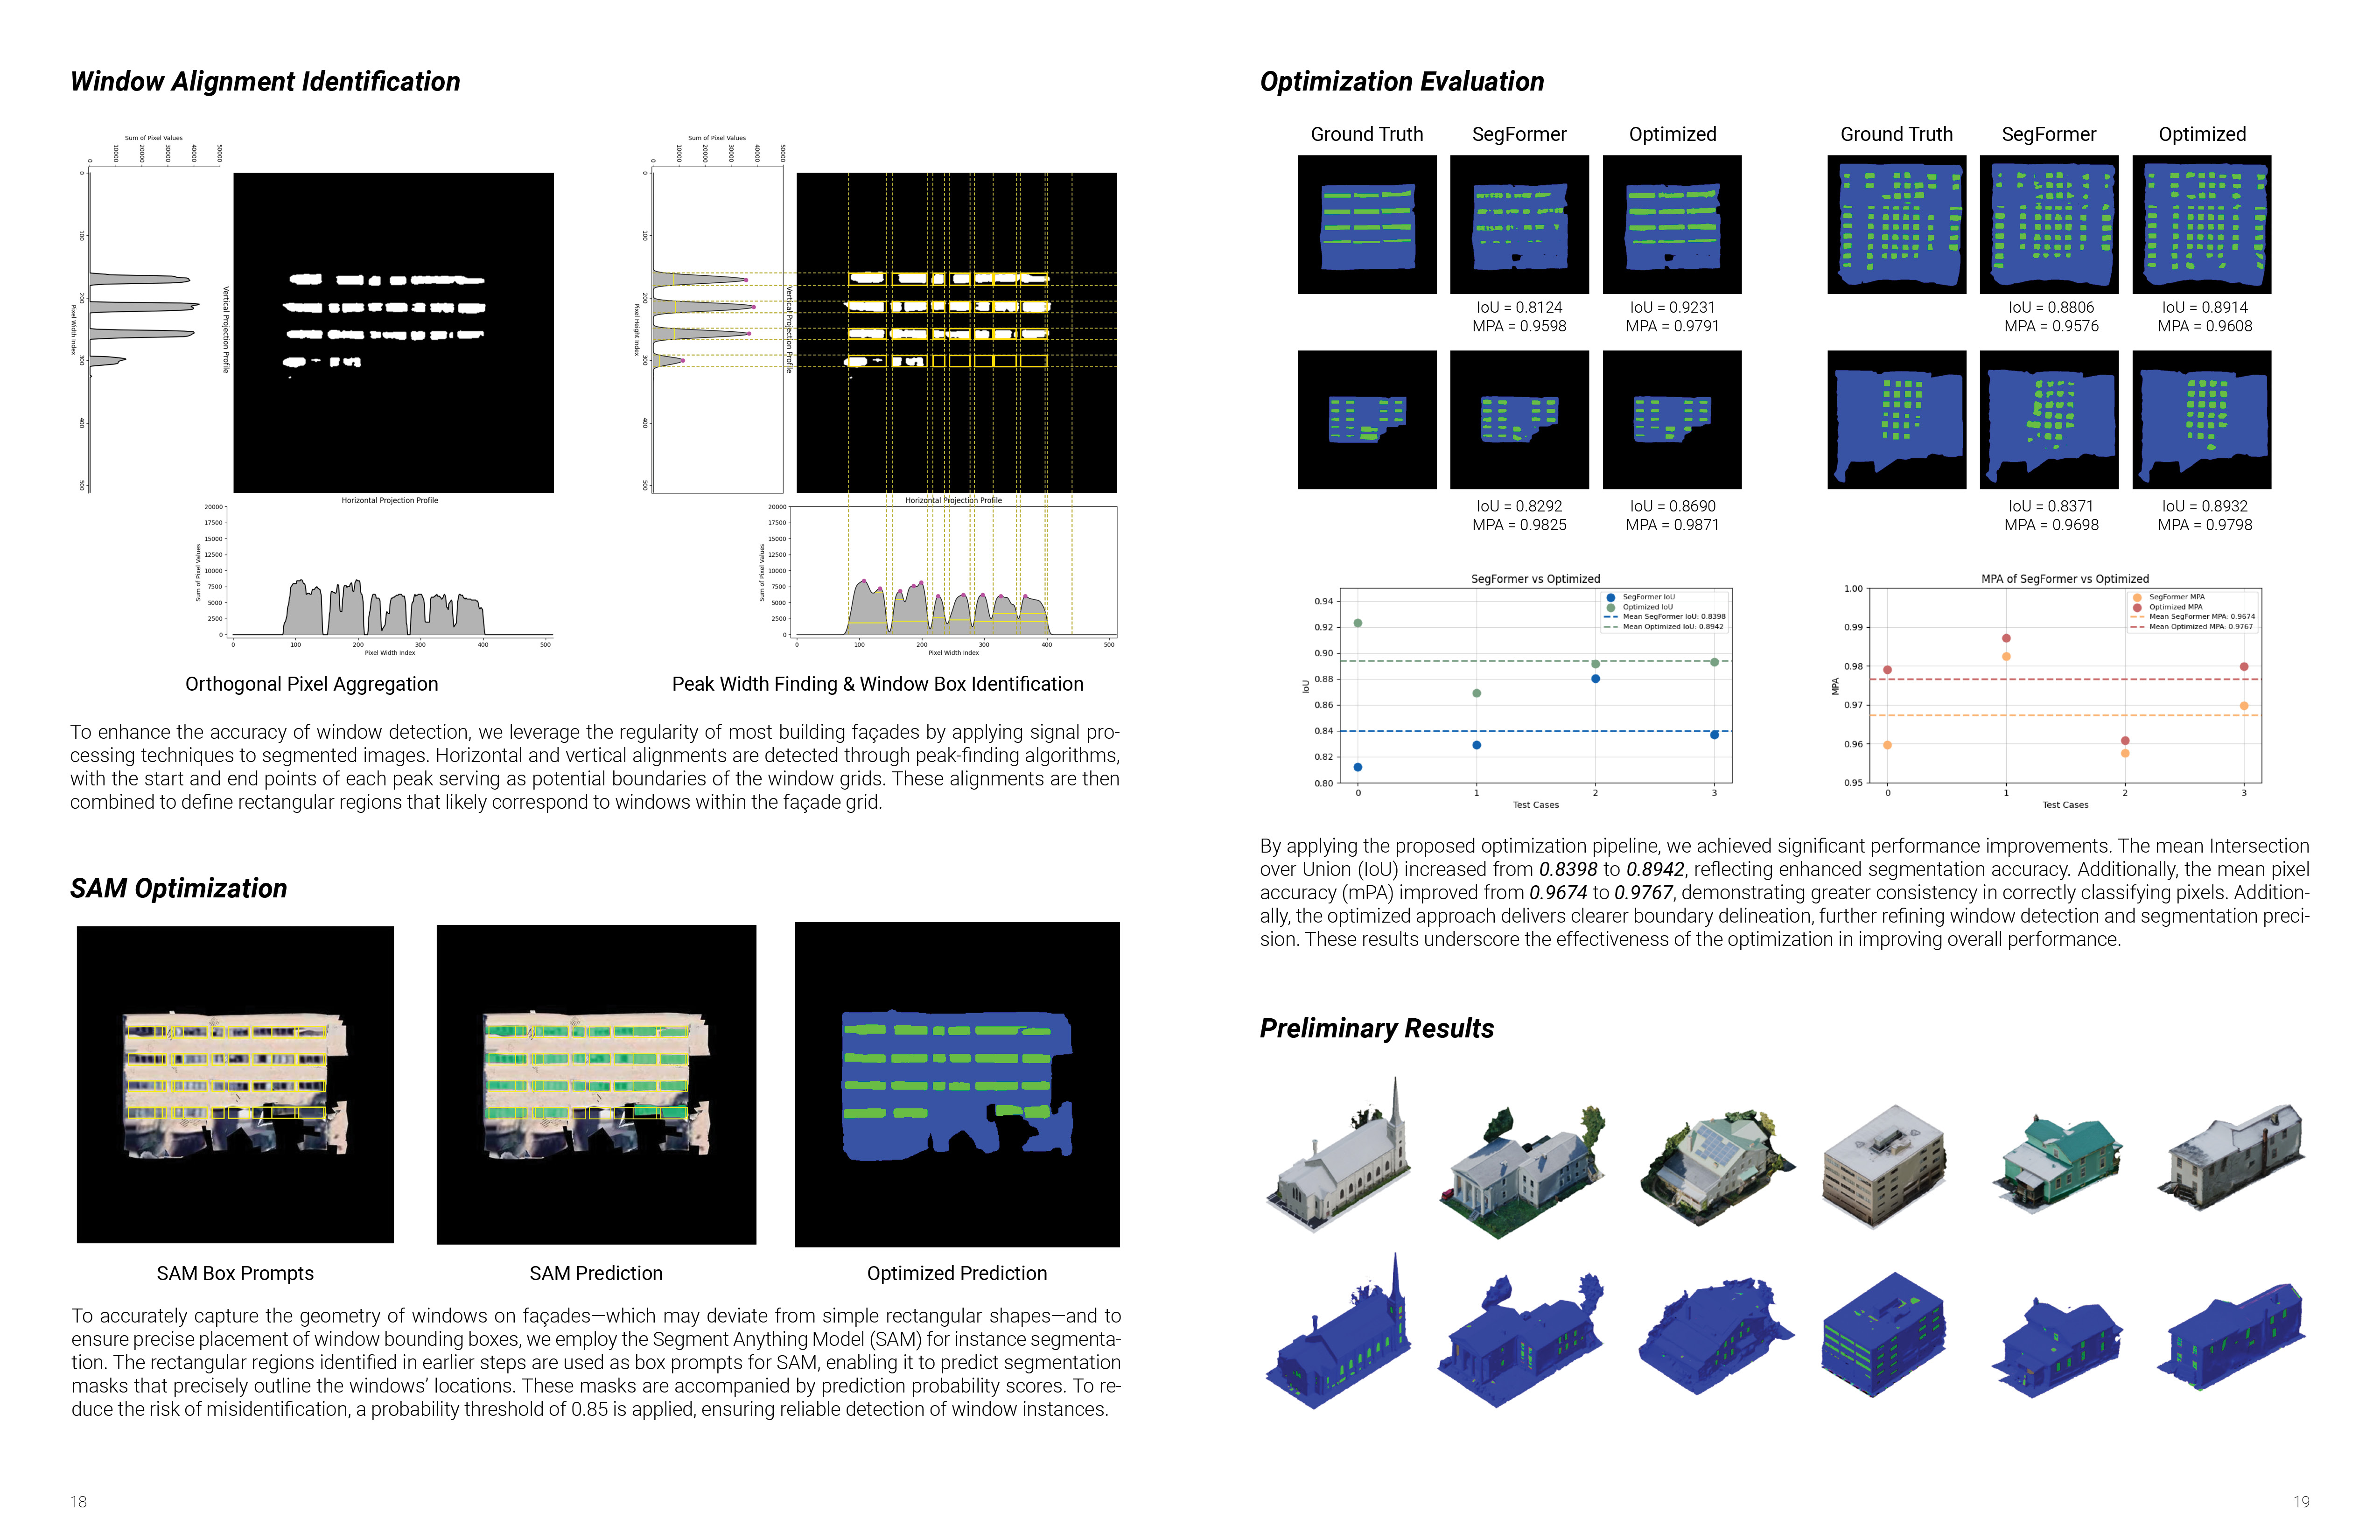 Window Alignment Identification
Sum of Pixel Values
0 10000 20000 30000 40000 50000
0
100
200
300
400
500
Pixel Width Index
Vertical Projection Profile
Horizontal Projection Profile
20000
17500
15000
12500
10000
7500
5000
2500
0
Sum of Pixel Values
0 100 200 300 400 500
Pixel Width Index
Orthogonal Pixel Aggregation
Sum of Pixel Values
0 10000 20000 30000 40000 50000
0
100
200
300
400
500
Pixel Height Index
Vertical Projection Profile
Horizontal Projection Profile
20000
17500
15000
12500
10000
7500
5000
2500
0
Sum of Pixel Values
0 100 200 300 400 500
Pixel Width Index
Peak Width Finding & Window Box Identification
To enhance the accuracy of window detection, we leverage the regularity of most building façades by applying signal pro-
cessing techniques to segmented images. Horizontal and vertical alignments are detected through peak-finding algorithms,
with the start and end points of each peak serving as potential boundaries of the window grids. These alignments are then
combined to define rectangular regions that likely correspond to windows within the façade grid.
SAM Optimization
SAM Box Prompts
SAM Prediction
Optimized Prediction
To accurately capture the geometry of windows on façades—which may deviate from simple rectangular shapes—and to
ensure precise placement of window bounding boxes, we employ the Segment Anything Model (SAM) for instance segmenta-
tion. The rectangular regions identified in earlier steps are used as box prompts for SAM, enabling it to predict segmentation
masks that precisely outline the windows’ locations. These masks are accompanied by prediction probability scores. To re-
duce the risk of misidentification, a probability threshold of 0.85 is applied, ensuring reliable detection of window instances.
18
Optimization Evaluation
Ground Truth SegFormer Optimized
IoU = 0.8124 IoU = 0.9231
MPA = 0.9598 MPA = 0.9791
IoU = 0.8292 IoU = 0.8690
MPA = 0.9825 MPA = 0.9871
Ground Truth SegFormer Optimized
IoU = 0.8806 IoU = 0.8914
MPA = 0.9576 MPA = 0.9608
IoU = 0.8371 IoU = 0.8932
MPA = 0.9698 MPA = 0.9798
SegFormer vs Optimized
SegFormer IoU
Optimized IoU
Mean SegFormer IoU: 0.8398
Mean Optimized IoU: 0.8942
0.94
0.92
0.90
0.88
0.86
0.84
0.82
0.80
IoU
0 1 2 3
Test Cases
MPA of SegFormer vs Optimized
SegFormer MPA
Optimized MPA
Mean SegFormer MPA: 0.9674
Mean Optimized MPA: 0.9767
1.00
0.99
0.98
0.97
0.96
0.95
MPA
0 1 2 3
Test Cases
By applying the proposed optimization pipeline, we achieved significant performance improvements. The mean Intersection
over Union (IoU) increased from 0.8398 to 0.8942, reflecting enhanced segmentation accuracy. Additionally, the mean pixel
accuracy (mPA) improved from 0.9674 to 0.9767, demonstrating greater consistency in correctly classifying pixels. Addition-
ally, the optimized approach delivers clearer boundary delineation, further refining window detection and segmentation preci-
sion. These results underscore the effectiveness of the optimization in improving overall performance.
Preliminary Results
19